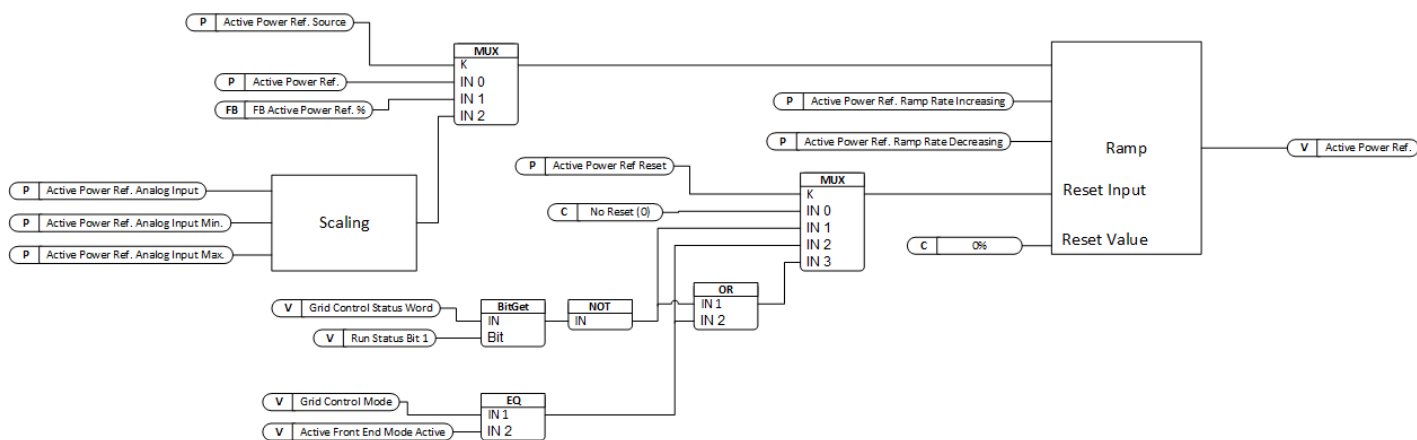 P Active Power Ref. Source
MUX
K
IN 0
IN 1
IN 2
P Active Power Ref.
FB FB Active Power Ref. %
P Active Power Ref. Analog Input
P Active Power Ref. Analog Input Min.
P Active Power Ref. Analog Input Max.
Scaling
P Active Power Ref. Ramp Rate Increasing
P Active Power Ref. Ramp Rate Decreasing
Ramp
Reset Input
Reset Value
V Active Power Ref.
P Active Power Ref Reset
C No Reset (0)
MUX
K
IN 0
IN 1
IN 2
IN 3
C 0%
V Grid Control Status Word
V Run Status Bit 1
BitGet
IN
Bit
NOT
IN
OR
IN 1
IN 2
V Grid Control Mode
V Active Front End Mode Active
EQ
IN 1
IN 2